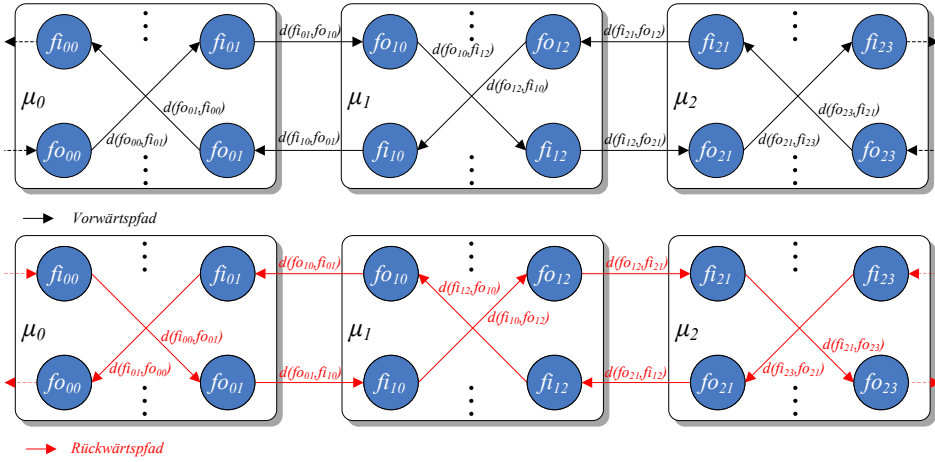 d(fi01,fo10) d(fi21,fo12)
fi00 fi01 fo10 d(fo10,fi12) fo12 fi21 fi23
d(fo12,fi10)
μ0 d(fo01,fi00) μ1 μ2 d(fo23,fi21)
d(fo00,fi01) d(fi10,fo01) d(fi12,fo21) d(fo21,fi23)
fo00 fo01 fi10 fi12 fo21 fo23
Vorwärtspfad
d(fo10,fi01) d(fo12,fi21)
fi00 fi01 fo10 d(fi12,fo10) fo12 fi21 fi23
d(fi10,fo12)
μ0 d(fi00,fo01) μ1 μ2 d(fi21,fo23)
d(fi01,fo00) d(fo01,fi10) d(fo21,fi12) d(fi23,fo21)
fo00 fo01 fi10 fi12 fo21 fo23
Rückwärtspfad